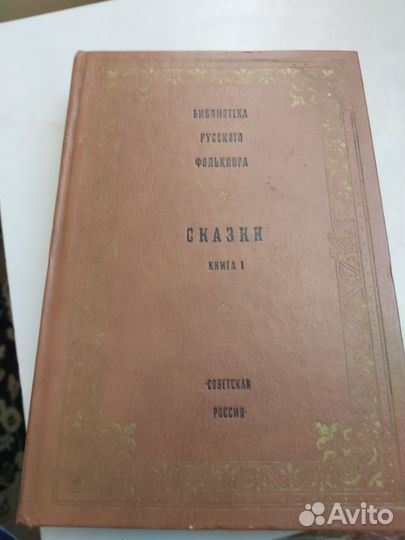 БИБЛИОТЕКА
РУССКОГО
ФОЛЬКЛОРА
СКАЗКИ
КНИГА 1
·СОВЕТСКАЯ
РОССИЯ·
Avito